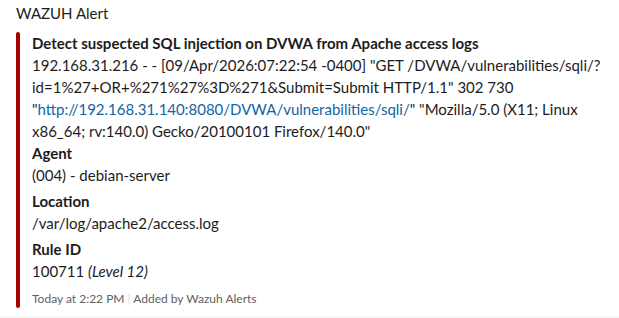 WAZUH Alert
Detect suspected SQL injection on DVWA from Apache access logs
192.168.31.216 - - [09/Apr/2026:07:22:54 -0400] "GET /DVWA/vulnerabilities/sqli/?
id=1%27+OR+%271%27%3D%271&Submit=Submit HTTP/1.1" 302 730
"http://192.168.31.140:8080/DVWA/vulnerabilities/sqli/" "Mozilla/5.0 (X11; Linux
x86_64; rv:140.0) Gecko/20100101 Firefox/140.0"
Agent
(004) - debian-server
Location
/var/log/apache2/access.log
Rule ID
100711 (Level 12)
Today at 2:22 PM | Added by Wazuh Alerts